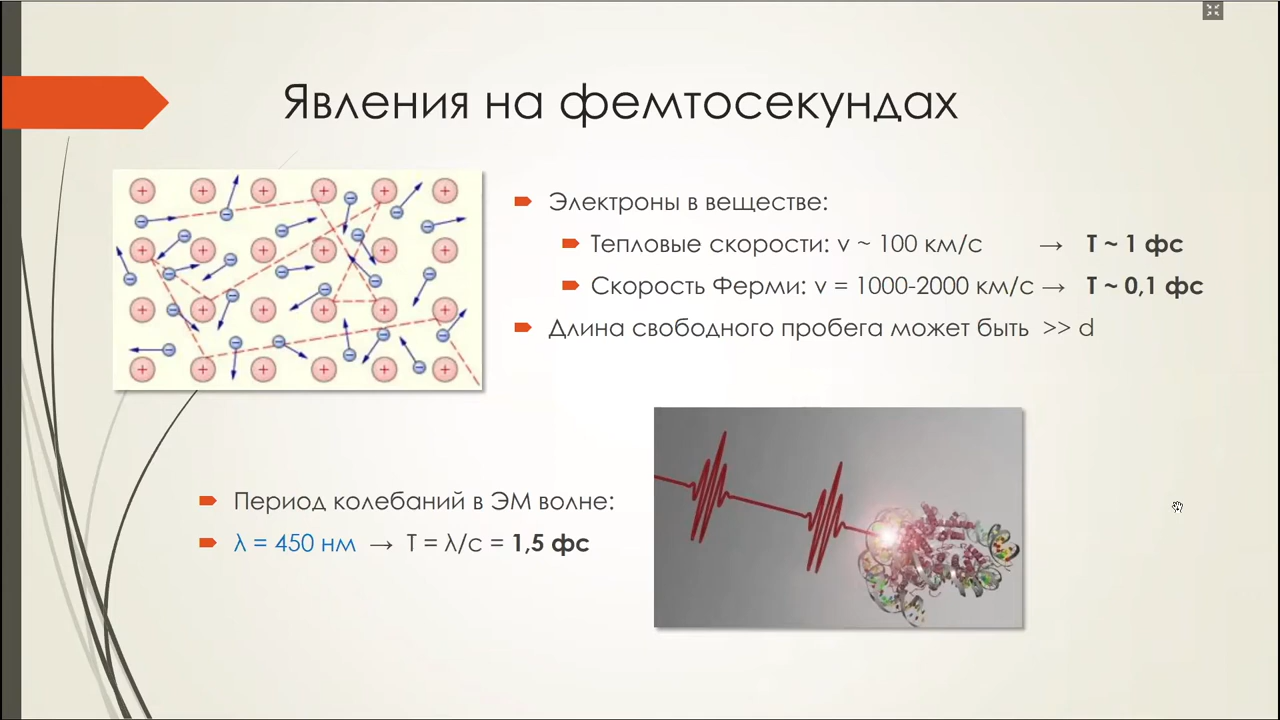 Явления на фемтосекундах
Электроны в веществе:
Тепловые скорости: v ~ 100 км/с → T ~ 1 фс
Скорость Ферми: v = 1000-2000 км/с → T ~ 0,1 фс
Длина свободного пробега может быть >> d
Период колебаний в ЭМ волне:
λ = 450 нм → T = λ/c = 1,5 фс